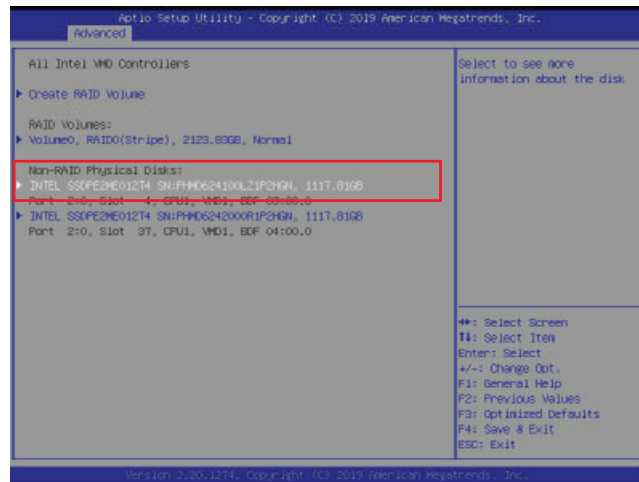 Aptio Setup Utility - Copyright (C) 2019 American Megatrends, Inc.
Advanced
All Intel VMD Controllers
Create RAID Volume
RAID Volumes:
Volume0, RAID0(Stripe), 2123.83GB, Normal
Non-RAID Physical Disks:
INTEL SSDPE2ME012T4 SN:PHMD624100LZ1P2HGN, 1117.81GB
Port 2:0, Slot 4, CPU1, VMD1, BDF 03:00.0
INTEL SSDPE2ME012T4 SN:PHMD6242000R1P2HGN, 1117.81GB
Port 2:0, Slot 37, CPU1, VMD1, BDF 04:00.0
Select to see more
information about the disk
: Select Screen
: Select Item
Enter: Select
+/-: Change Opt.
F1: General Help
F2: Previous Values
F3: Optimized Defaults
F4: Save & Exit
ESC: Exit
Version 2.20.1274. Copyright (C) 2019 American Megatrends, Inc.